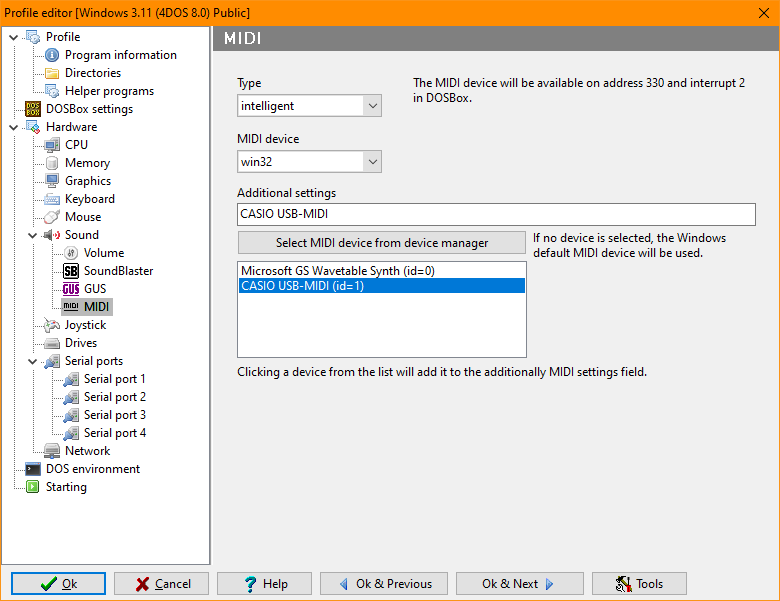 Profile editor [Windows 3.11 (4DOS 8.0) Public]
Profile
Program information
Directories
Helper programs
DOS BOX
DOSBox settings
Hardware
CPU
Memory
Graphics
Keyboard
Mouse
Sound
Volume
SB SoundBlaster
GUS GUS
MIDI MIDI
Joystick
Drives
Serial ports
Serial port 1
Serial port 2
Serial port 3
Serial port 4
Network
DOS environment
Starting
MIDI
Type
intelligent
The MIDI device will be available on address 330 and interrupt 2
in DOSBox.
MIDI device
win32
Additional settings
CASIO USB-MIDI
Select MIDI device from device manager
If no device is selected, the Windows
default MIDI device will be used.
Microsoft GS Wavetable Synth (id=0)
CASIO USB-MIDI (id=1)
Clicking a device from the list will add it to the additionally MIDI settings field.
Ok
Cancel
Help
Ok & Previous
Ok & Next
Tools